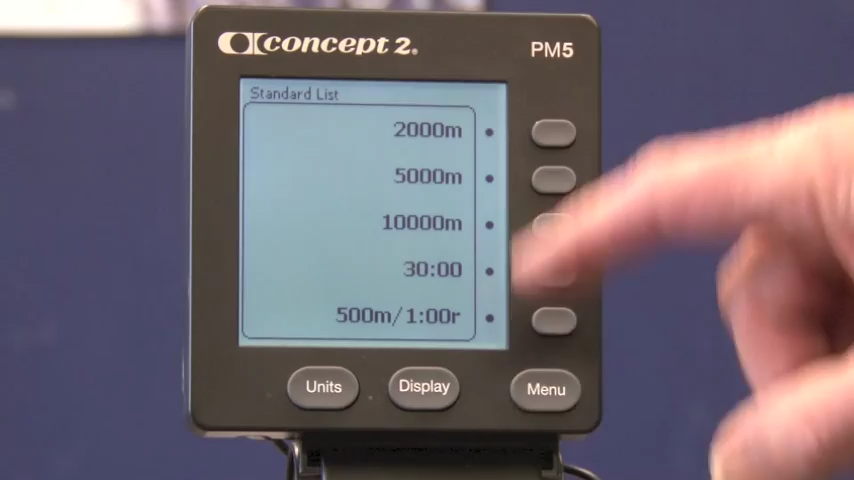 concept 2.
PM5
Standard List
2000m
5000m
10000m
30:00
500m/1:00r
Units
Display
Menu